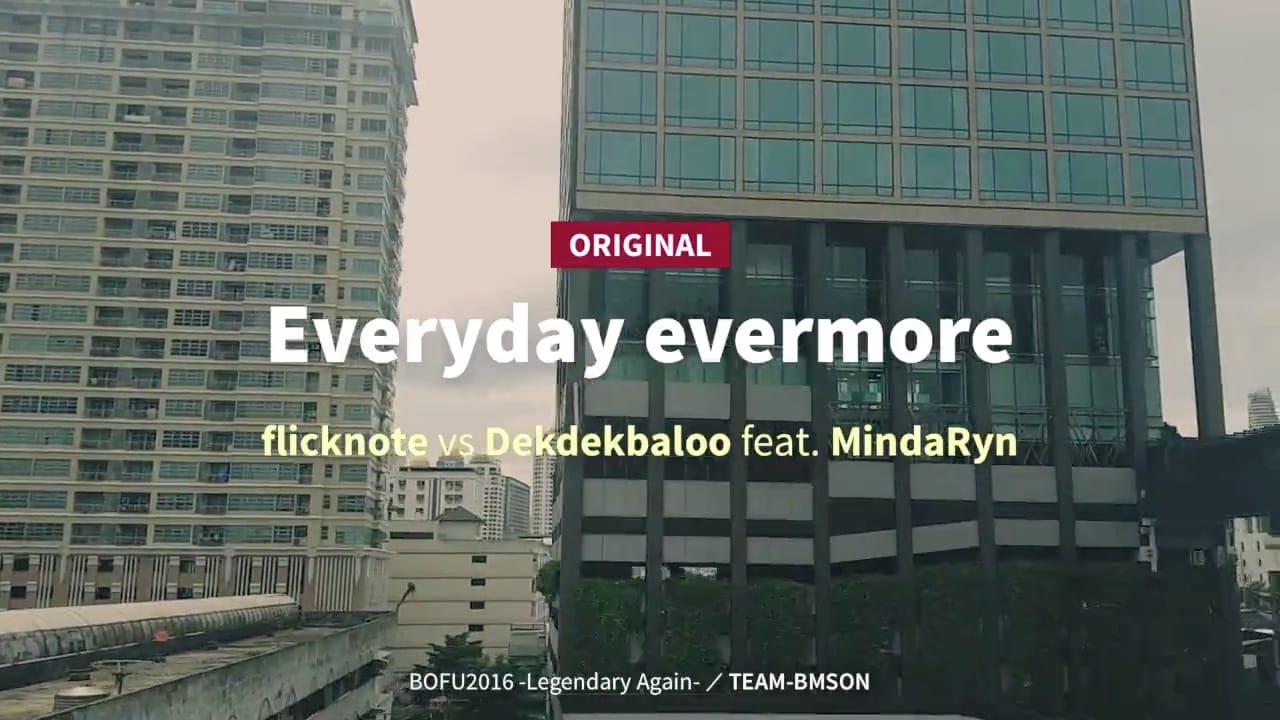 ORIGINAL
Everyday evermore
flicknote vs Dekdekbaloo feat. MindaRyn
BOFU2016 -Legendary Again- ／ TEAM-BMSON